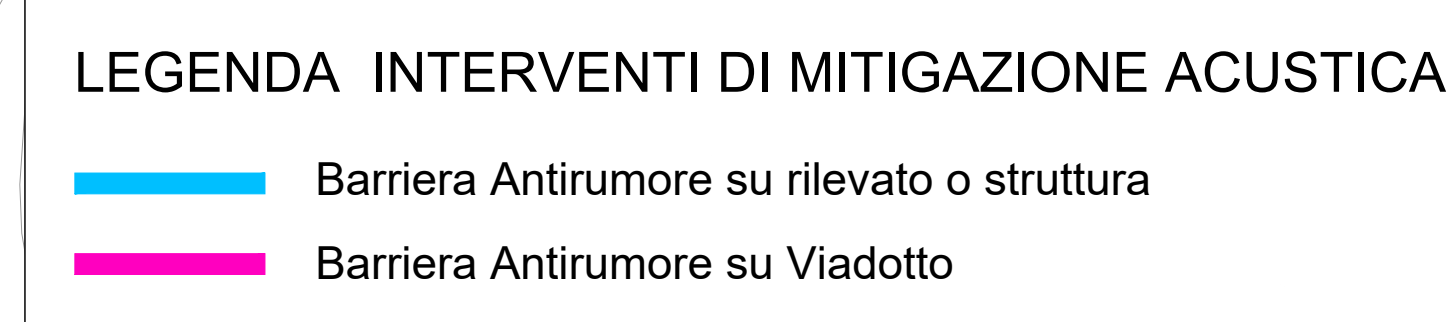 LEGENDA INTERVENTI DI MITIGAZIONE ACUSTICA
Barriera Antirumore su rilevato o struttura
Barriera Antirumore su Viadotto